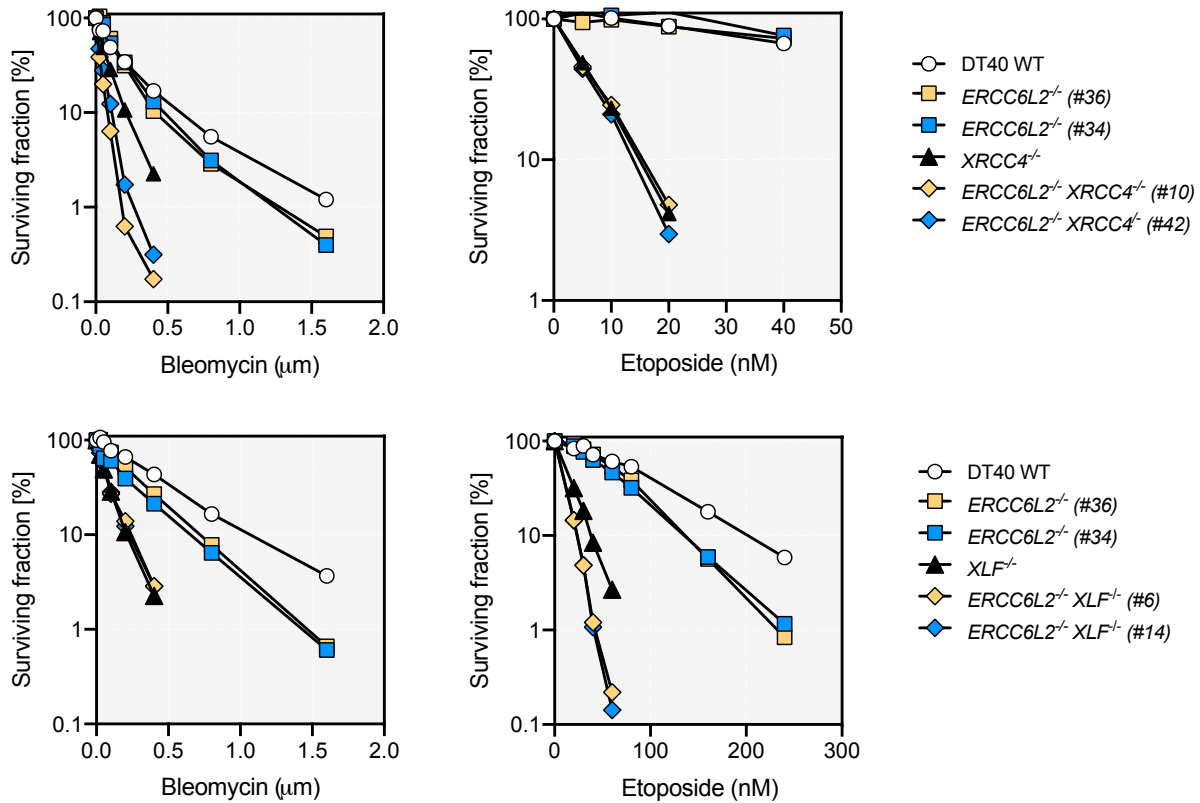 Surviving fraction [%]
100
10
1
0.1
0.0 0.5 1.0 1.5 2.0
Bleomycin (μm)
Surviving fraction [%]
100
10
1
0 10 20 30 40 50
Etoposide (nM)
DT40 WT
ERCC6L2-/- (#36)
ERCC6L2-/- (#34)
XRCC4-/-
ERCC6L2-/- XRCC4-/- (#10)
ERCC6L2-/- XRCC4/- (#42)
Surviving fraction [%]
100
10
1
0.1
0.0 0.5 1.0 1.5 2.0
Bleomycin (μm)
Surviving fraction [%]
100
10
1
0.1
0 100 200 300
Etoposide (nM)
DT40 WT
ERCC6L2-/- (#36)
ERCC6L2-/- (#34)
XLF-/-
ERCC6L2-/- XLF-/- (#6)
ERCC6L2-/- XLF-/- (#14)